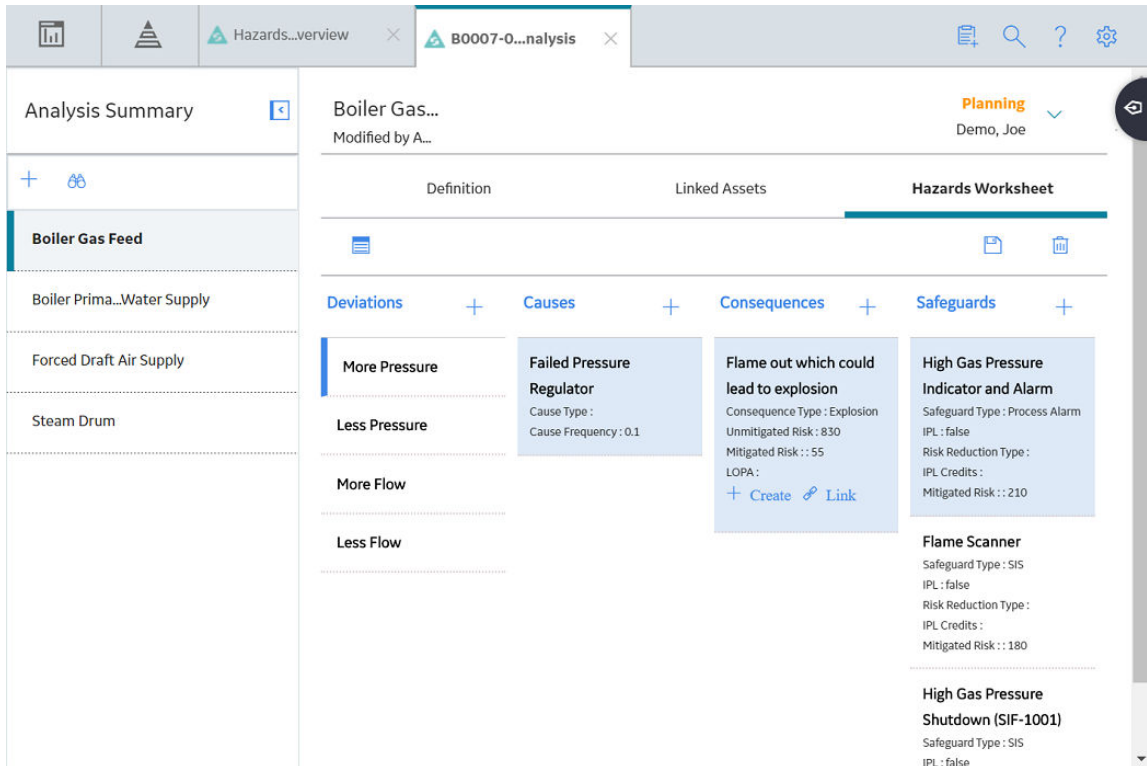 Hazards...verview
B0007-0...nalysis
Analysis Summary
Boiler Gas Feed
Boiler Prima...Water Supply
Forced Draft Air Supply
Steam Drum
Boiler Gas...
Modified by A...
Planning
Demo, Joe
Definition
Linked Assets
Hazards Worksheet
Deviations
More Pressure
Less Pressure
More Flow
Less Flow
Causes
Failed Pressure
Regulator
Cause Type :
Cause Frequency : 0.1
Consequences
Flame out which could
lead to explosion
Consequence Type : Explosion
Unmitigated Risk : 830
Mitigated Risk : : 55
LOPA :
Create
Link
Safeguards
High Gas Pressure
Indicator and Alarm
Safeguard Type : Process Alarm
IPL : false
Risk Reduction Type :
IPL Credits :
Mitigated Risk : : 210
Flame Scanner
Safeguard Type : SIS
IPL : false
Risk Reduction Type :
IPL Credits :
Mitigated Risk : : 180
High Gas Pressure
Shutdown (SIF-1001)
Safeguard Type : SIS
IPL : false